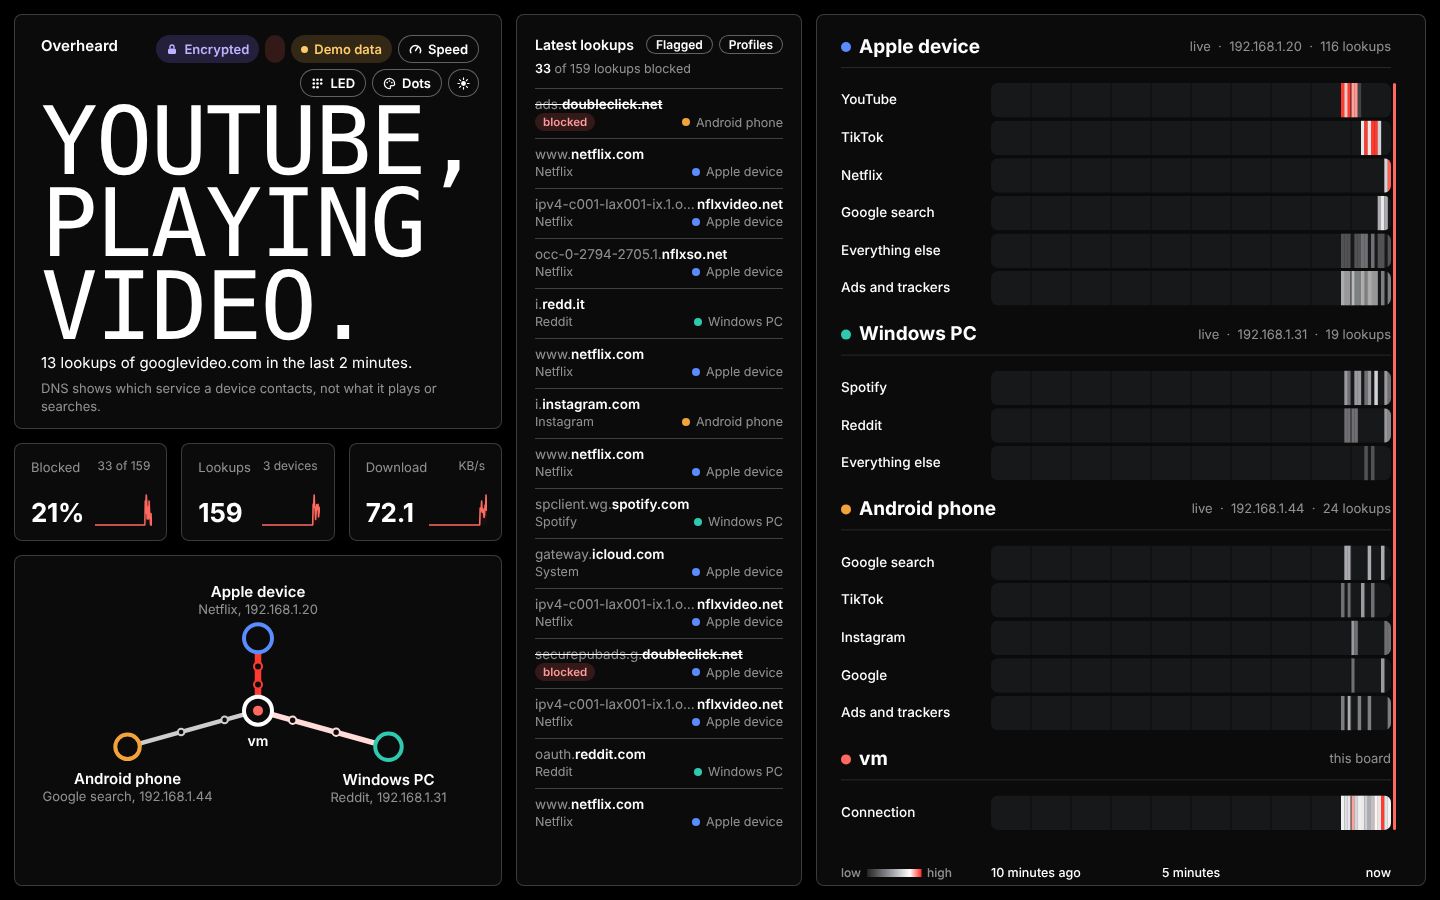 Overheard
Encrypted
Demo data
Speed
LED
Dots
YOUTUBE,
PLAYING
VIDEO.
13 lookups of googlevideo.com in the last 2 minutes.
DNS shows which service a device contacts, not what it plays or
searches.
Blocked 33 of 159
21%
Lookups 3 devices
159
Download KB/s
72.1
Apple device
Netflix, 192.168.1.20
vm
Android phone
Google search, 192.168.1.44
Windows PC
Reddit, 192.168.1.31
Latest lookups Flagged Profiles
33 of 159 lookups blocked
ads.doubleclick.net
blocked Android phone
www.netflix.com
Netflix Apple device
ipv4-c001-lax001-ix.1.o... nflxvideo.net
Netflix Apple device
occ-0-2794-2705.1.nflxso.net
Netflix Apple device
i.redd.it
Reddit Windows PC
www.netflix.com
Netflix Apple device
i.instagram.com
Instagram Android phone
www.netflix.com
Netflix Apple device
spclient.wg.spotify.com
Spotify Windows PC
gateway.icloud.com
System Apple device
ipv4-c001-lax001-ix.1.o... nflxvideo.net
Netflix Apple device
securepubads.g.doubleclick.net
blocked Apple device
ipv4-c001-lax001-ix.1.o... nflxvideo.net
Netflix Apple device
oauth.reddit.com
Reddit Windows PC
www.netflix.com
Netflix Apple device
Apple device live · 192.168.1.20 · 116 lookups
YouTube
TikTok
Netflix
Google search
Everything else
Ads and trackers
Windows PC live · 192.168.1.31 · 19 lookups
Spotify
Reddit
Everything else
Android phone live · 192.168.1.44 · 24 lookups
Google search
TikTok
Instagram
Google
Ads and trackers
vm this board
Connection
low high 10 minutes ago 5 minutes now